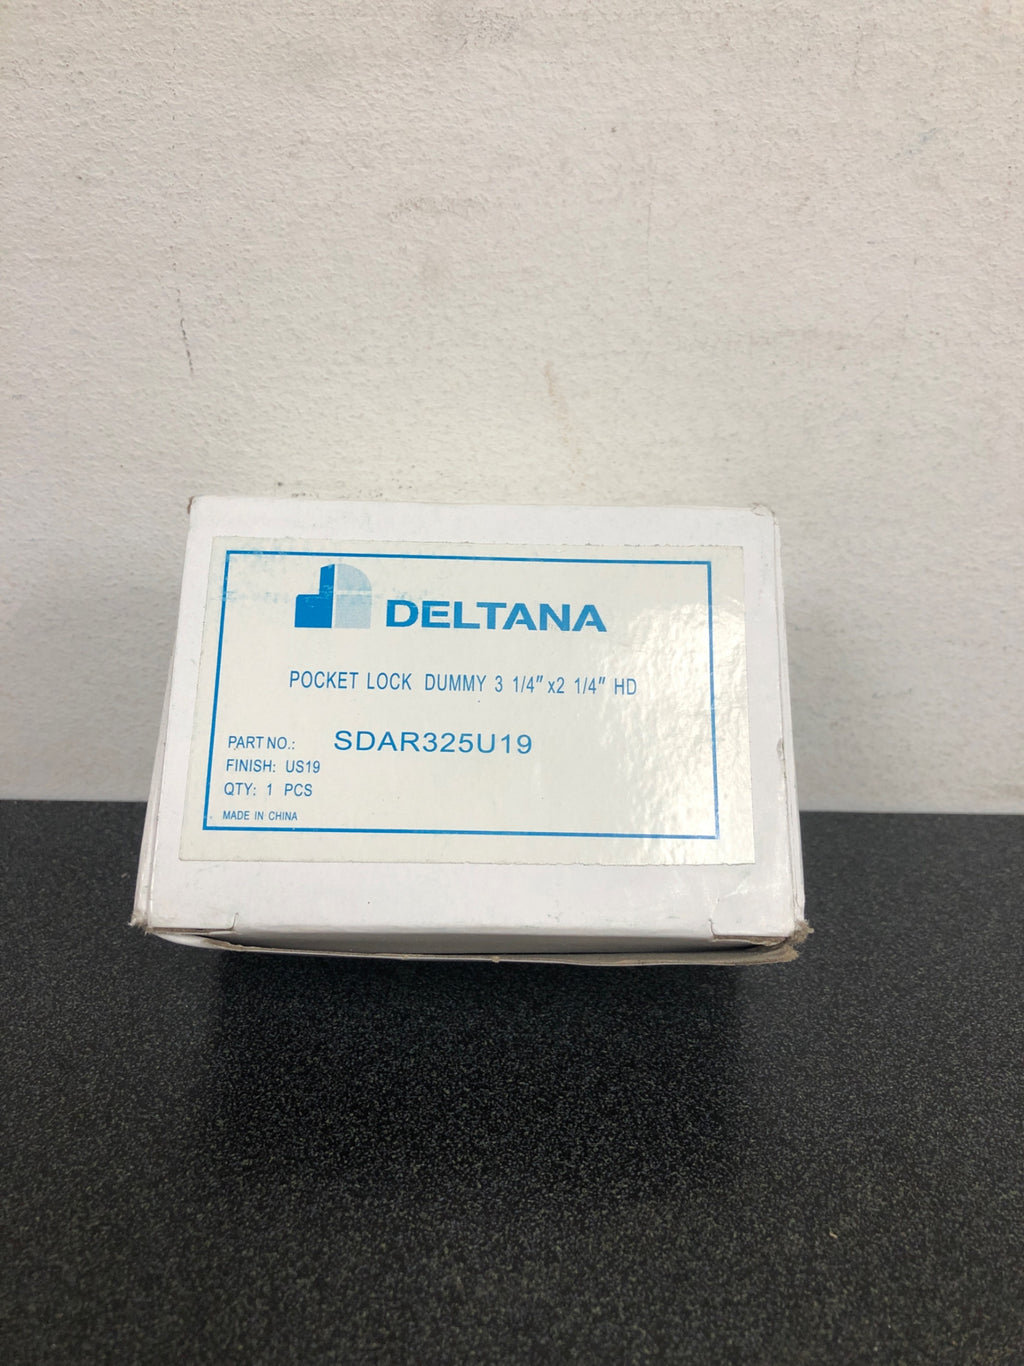 DELTANA
POCKET LOCK DUMMY 3 1/4" x2 1/4" HD
PART NO.: SDAR325U19
FINISH: US19
QTY: 1 PCS
MADE IN CHINA